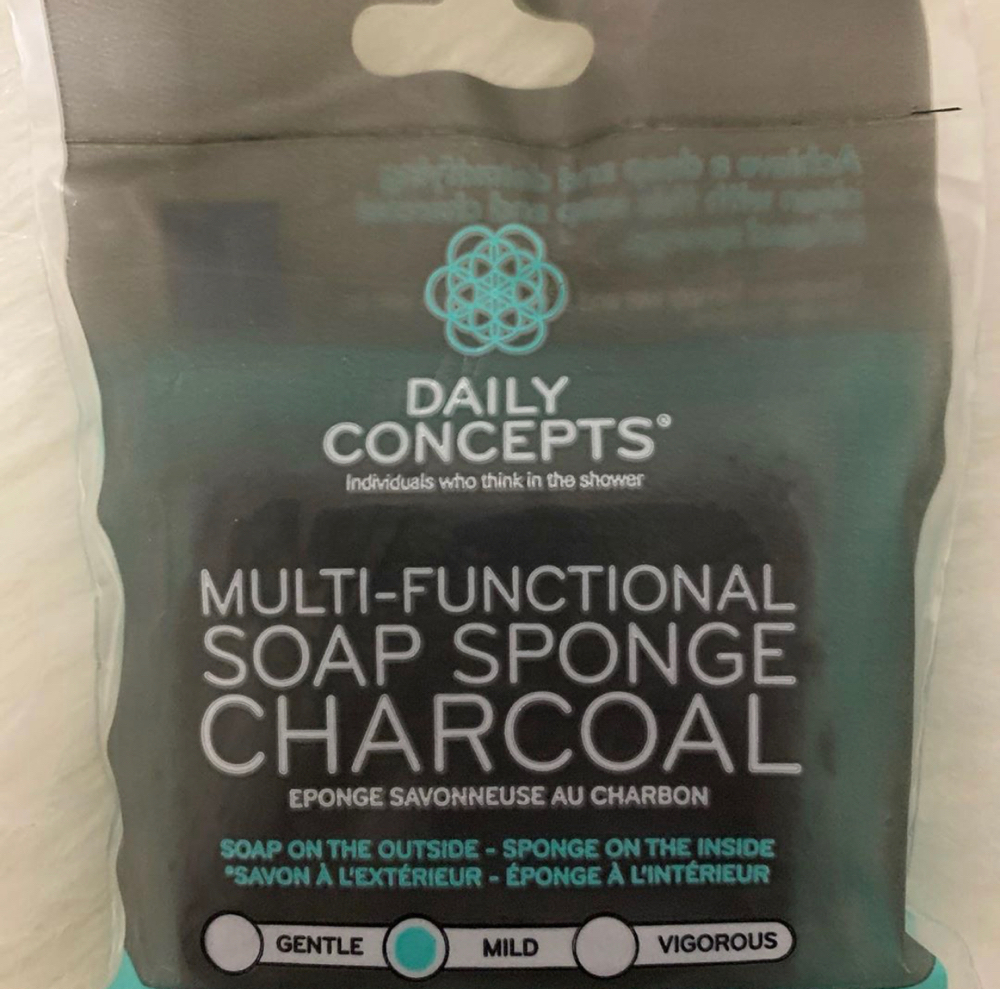 DAILY
CONCEPTS®
Individuals who think in the shower
MULTI-FUNCTIONAL
SOAP SPONGE
CHARCOAL
EPONGE SAVONNEUSE AU CHARBON
SOAP ON THE OUTSIDE - SPONGE ON THE INSIDE
*SAVON À L'EXTÉRIEUR - ÉPONGE À L'INTÉRIEUR
GENTLE MILD VIGOROUS